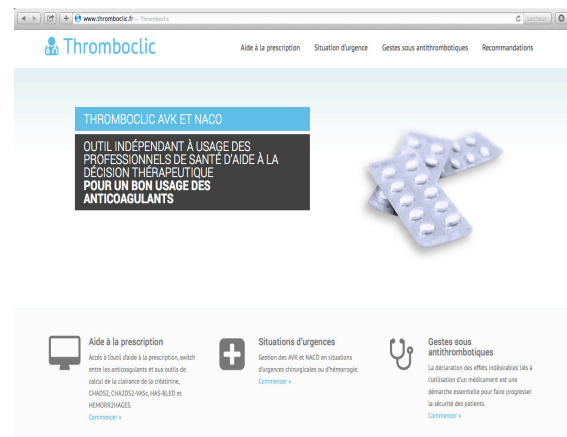 www.thromboclic.fr — Thromboclic
Lecteur
Thromboclic
Aide à la prescription
Situation d'urgence
Gestes sous antithrombotiques
Recommandations
THROMBOCLIC AVK ET NACO
OUTIL INDÉPENDANT À USAGE DES
PROFESSIONNELS DE SANTÉ D'AIDE À LA
DÉCISION THÉRAPEUTIQUE
POUR UN BON USAGE DES
ANTICOAGULANTS
Aide à la prescription
Accès à l'outil d'aide à la prescription, switch
entre les anticoagulants et aux outils de
calcul de la clairance de la créatinine,
CHADS2, CHA2DS2-VASc, HAS-BLED et
HEMORR2HAGES.
Commencer »
Situations d'urgences
Gestion des AVK et NACO en situations
d'urgences chirurgicales ou d'hémorragie.
Commencer »
Gestes sous
antithrombotiques
La déclaration des effets indésirables liés à
l'utilisation d'un médicament est une
démarche essentielle pour faire progresser
la sécurité des patients.
Commencer »